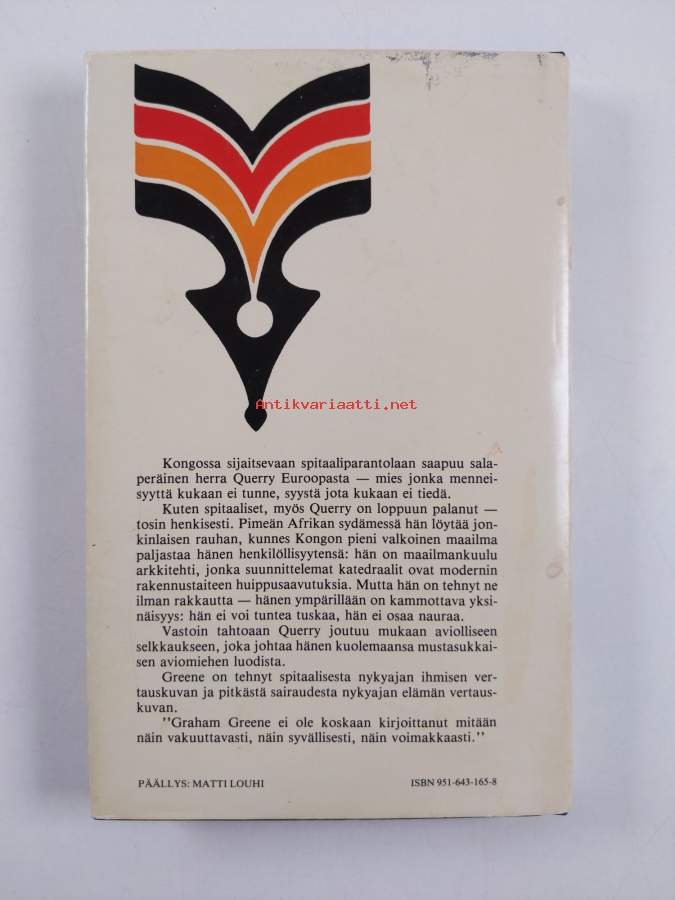 Antikvariaatti.net
Kongossa sijaitsevaan spitaaliparantolaan saapuu sala-
peräinen herra Querry Euroopasta — mies jonka mennei-
syyttä kukaan ei tunne, syystä jota kukaan ei tiedä.
Kuten spitaaliset, myös Querry on loppuun palanut —
tosin henkisesti. Pimeän Afrikan sydämessä hän löytää jon-
kinlaisen rauhan, kunnes Kongon pieni valkoinen maailma
paljastaa hänen henkilöllisyytensä: hän on maailmankuulu
arkkitehti, jonka suunnittelemat katedraalit ovat modernin
rakennustaiteen huippusaavutuksia. Mutta hän on tehnyt ne
ilman rakkautta — hänen ympärillään on kammottava yksi-
näisyys: hän ei voi tuntea tuskaa, hän ei osaa nauraa.
Vastoin tahtoaan Querry joutuu mukaan aviolliseen
selkkaukseen, joka johtaa hänen kuolemaansa mustasukkai-
sen aviomiehen luodista.
Greene on tehnyt spitaalisesta nykyajan ihmisen ver-
tauskuvan ja pitkästä sairaudesta nykyajan elämän vertaus-
kuvan.
"Graham Greene ei ole koskaan kirjoittanut mitään
näin vakuuttavasti, näin syvällisesti, näin voimakkaasti."
PÄÄLLYS: MATTI LOUHI
ISBN 951-643-165-8